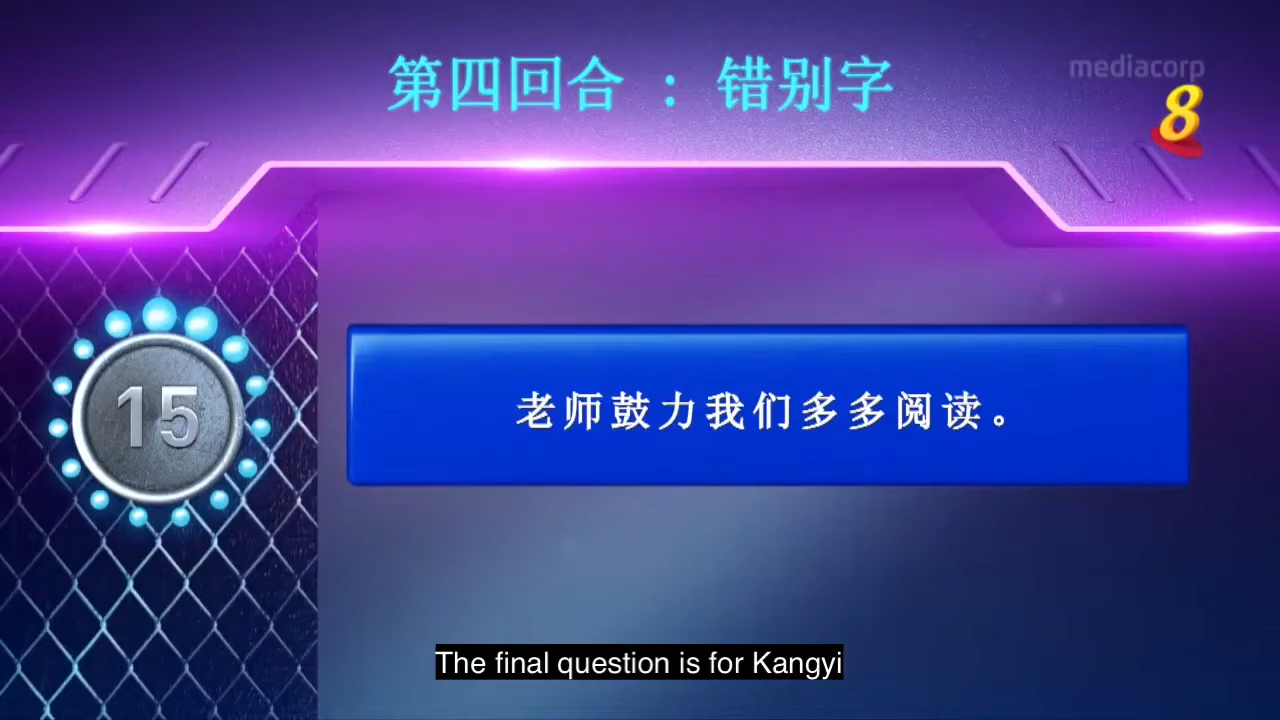 第四回合 : 错别字
mediacorp
8
15
老师鼓力我们多多阅读。
The final question is for Kangyi